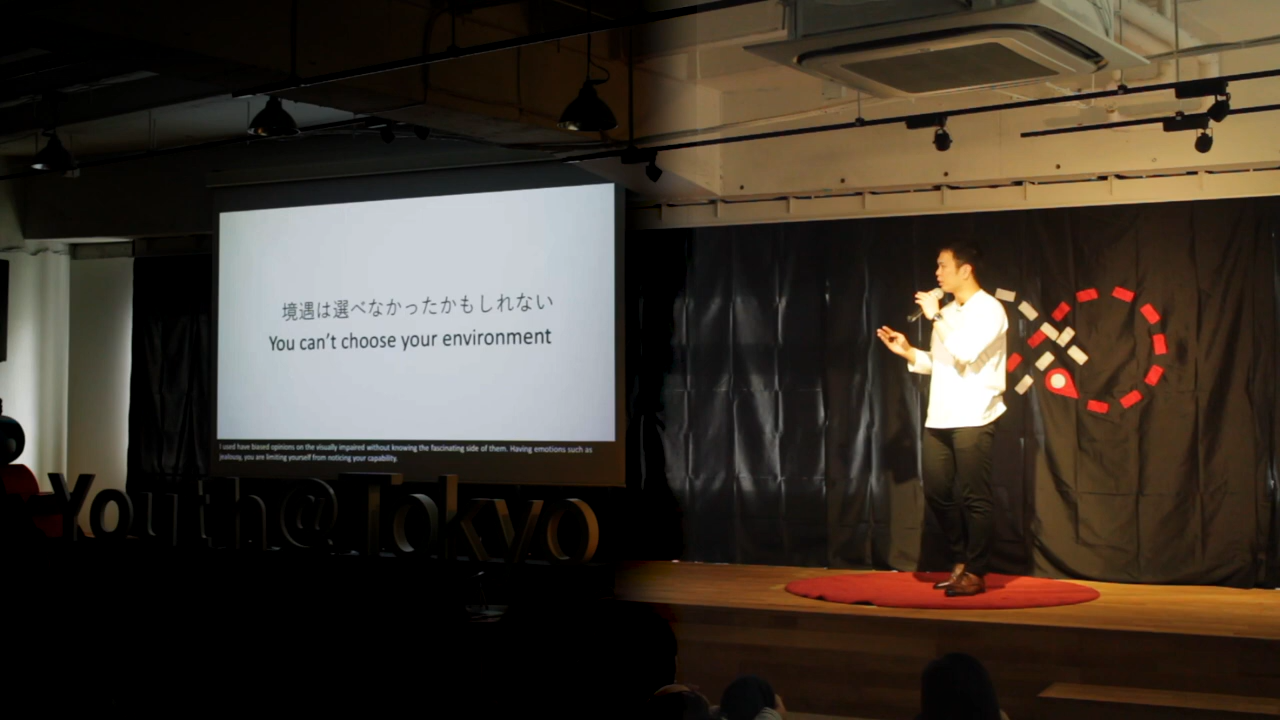 境遇は選べなかったかもしれない
You can't choose your environment
I used have biased opinions on the visually impaired without knowing the fascinating side of them. Having emotions such as
jealousy, you are limiting yourself from noticing your capability.
Youth@Tokyo